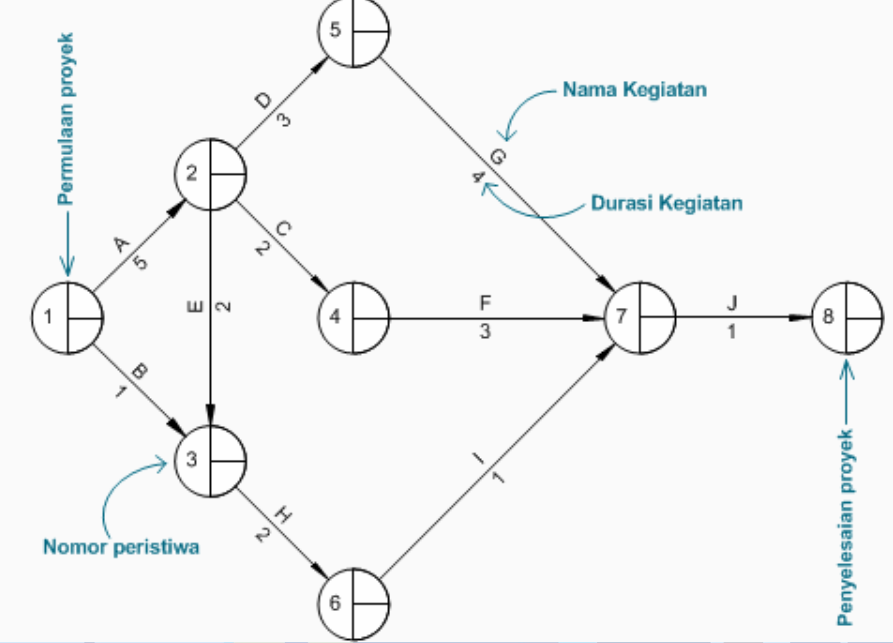 Permulaan proyek
5
D
3
Nama Kegiatan
G
4
Durasi Kegiatan
2
A
5
C
2
E
2
1
4
F
3
7
J
1
8
B
1
3
Nomor peristiwa
H
2
I
1
6
Penyelesaian proyek